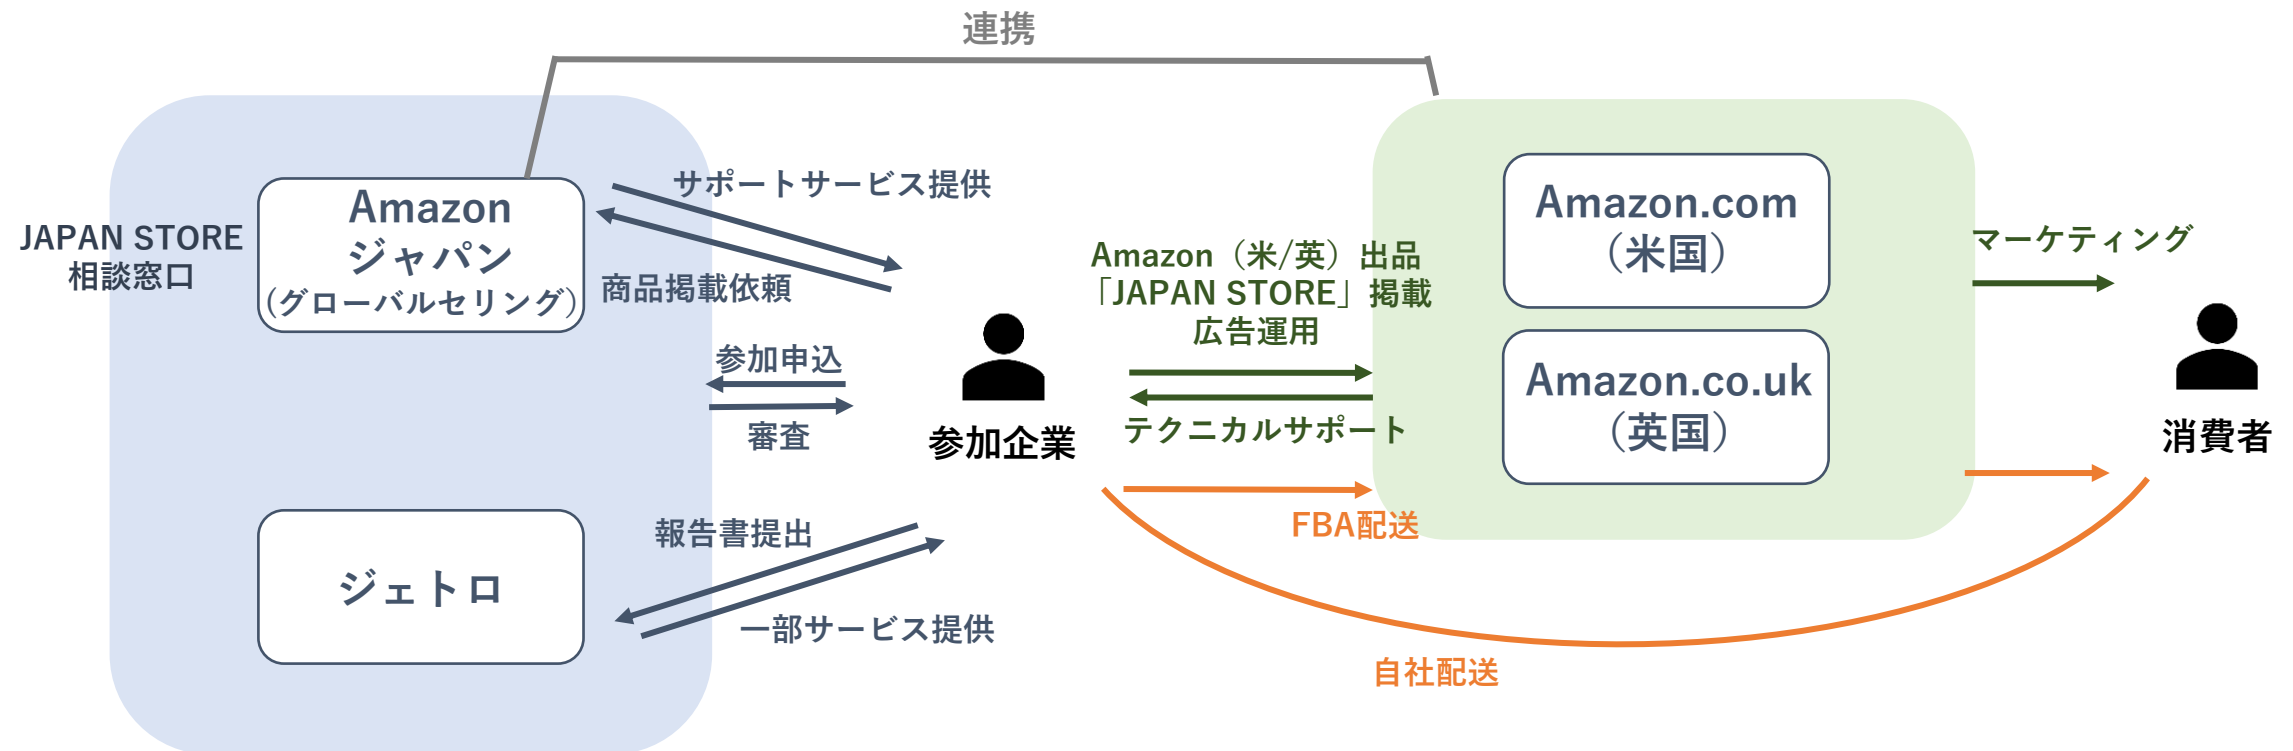 連携
JAPAN STORE
相談窓口
Amazon
ジャパン
(グローバルセリング)
サポートサービス提供
商品掲載依頼
参加申込
審査
ジェトロ
報告書提出
一部サービス提供
参加企業
Amazon（米/英）出品
「JAPAN STORE」掲載
広告運用
テクニカルサポート
FBA配送
自社配送
Amazon.com
（米国）
Amazon.co.uk
（英国）
マーケティング
消費者